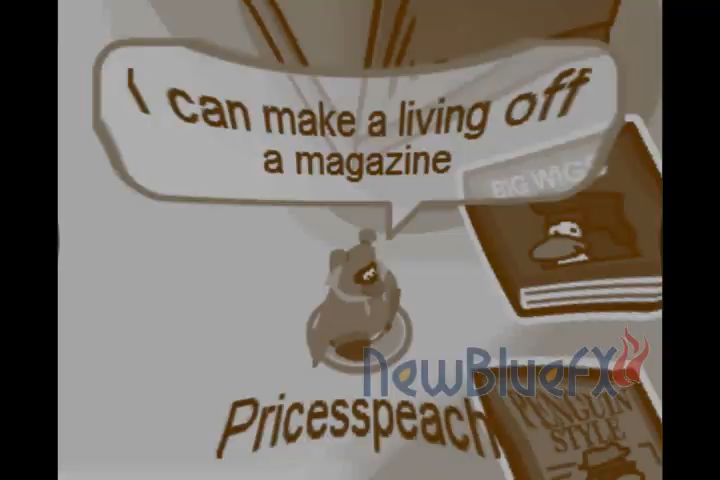 I can make a living off
a magazine
BIG WIGS
NewBlueFX
Pricesspeach
PENGUIN
STYLE